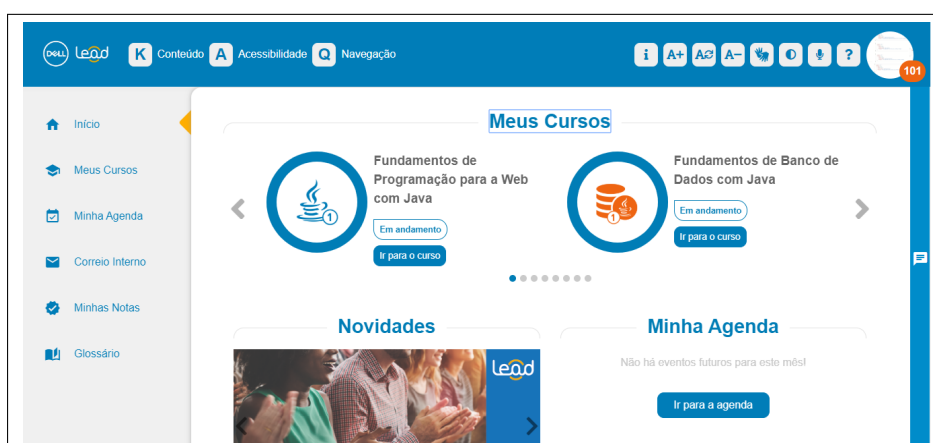 DELL Lead K Conteúdo A Acessibilidade Q Navegação i A+ A A− ?
101
Início
Meus Cursos
Minha Agenda
Correio Interno
Minhas Notas
Glossário
Meus Cursos
Fundamentos de
Programação para a Web
com Java
Em andamento
Ir para o curso
1
Fundamentos de Banco de
Dados com Java
Em andamento
Ir para o curso
1
Novidades
Lead
Minha Agenda
Não há eventos futuros para este mês!
Ir para a agenda